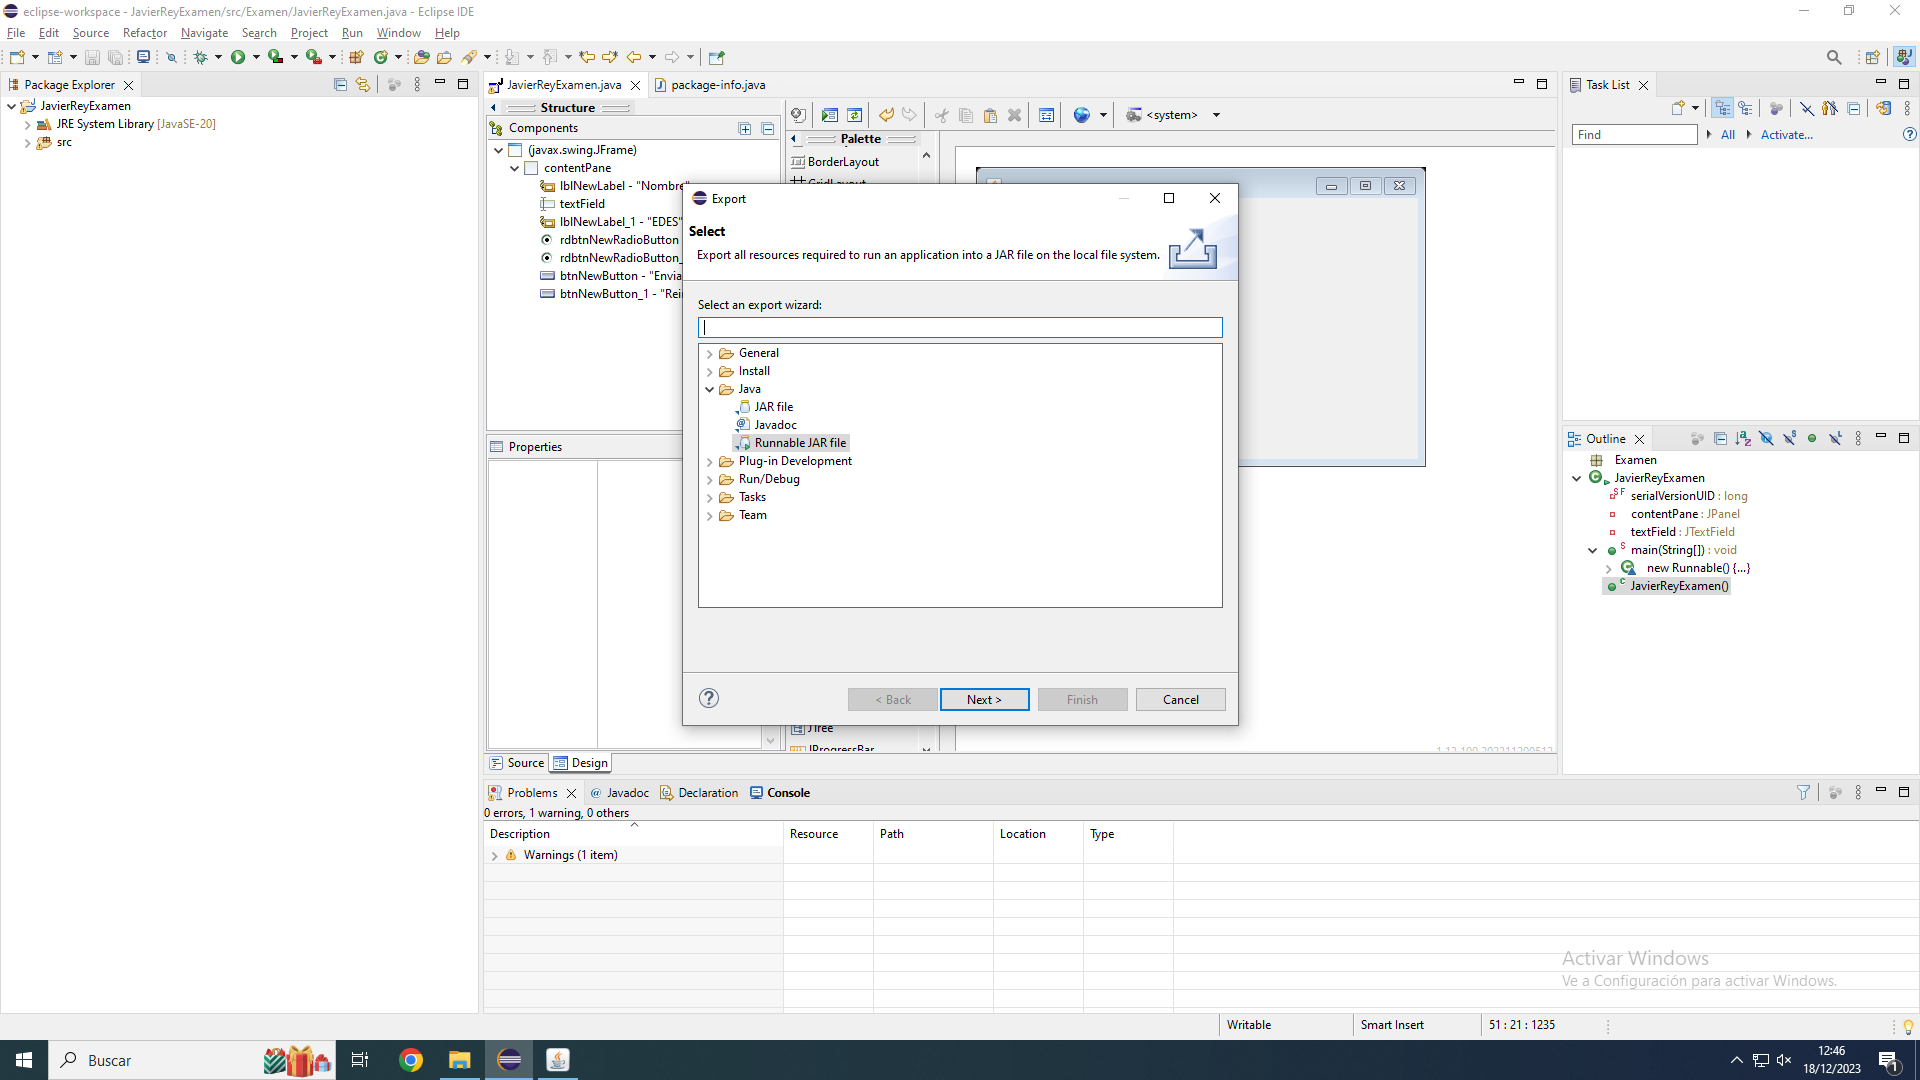 eclipse-workspace - JavierReyExamen/src/Examen/JavierReyExamen.java - Eclipse IDE
File Edit Source Refactor Navigate Search Project Run Window Help
Package Explorer
JavierReyExamen
JRE System Library [JavaSE-20]
src
JavierReyExamen.java
package-info.java
Structure
Components
(javax.swing.JFrame)
contentPane
lblNewLabel - "Nombre"
textField
lblNewLabel_1 - "EDES"
rdbtnNewRadioButton
rdbtnNewRadioButton_
btnNewButton - "Envia
btnNewButton_1 - "Rei
Properties
<system>
Palette
BorderLayout
GridLayout
JTree
JProgressBar
1.12.100.202311200512
Source Design
Export
Select
Export all resources required to run an application into a JAR file on the local file system.
Select an export wizard:
General
Install
Java
JAR file
Javadoc
Runnable JAR file
Plug-in Development
Run/Debug
Tasks
Team
?
< Back Next > Finish Cancel
Task List
Find All Activate...
Outline
Examen
JavierReyExamen
serialVersionUID : long
contentPane : JPanel
textField : JTextField
main(String[]) : void
new Runnable() {...}
JavierReyExamen()
Problems Javadoc Declaration Console
0 errors, 1 warning, 0 others
Description Resource Path Location Type
Warnings (1 item)
Activar Windows
Ve a Configuración para activar Windows.
Writable Smart Insert 51 : 21 : 1235
Buscar
12:46
18/12/2023
1